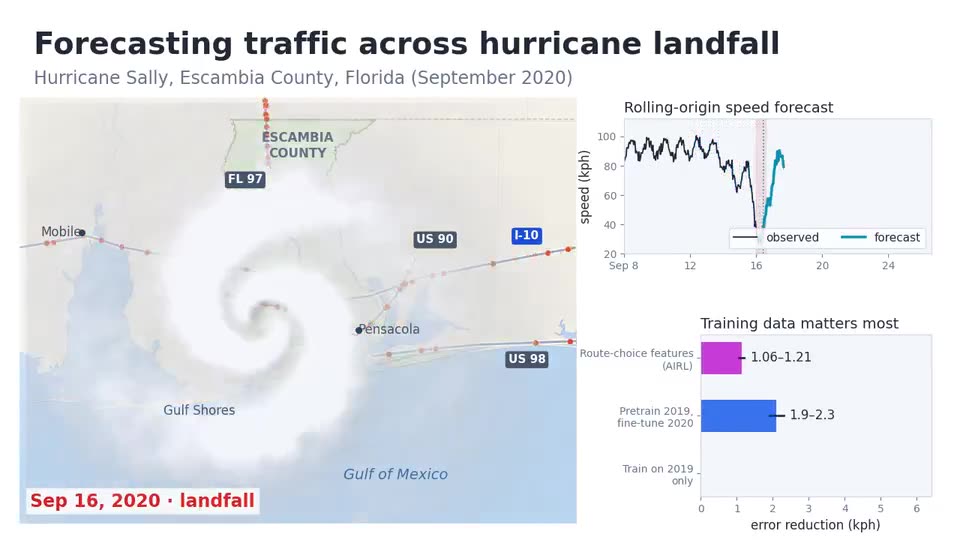 Forecasting traffic across hurricane landfall
Hurricane Sally, Escambia County, Florida (September 2020)
ESCAMBIA
COUNTY
FL 97
Mobile
US 90
I-10
Pensacola
US 98
Gulf Shores
Gulf of Mexico
Sep 16, 2020 · landfall
Rolling-origin speed forecast
speed (kph)
100
80
60
40
20
observed
forecast
Sep 8
12
16
20
24
Training data matters most
Route-choice features
(AIRL)
1.06–1.21
Pretrain 2019,
fine-tune 2020
1.9–2.3
Train on 2019
only
0
1
2
3
4
5
6
error reduction (kph)